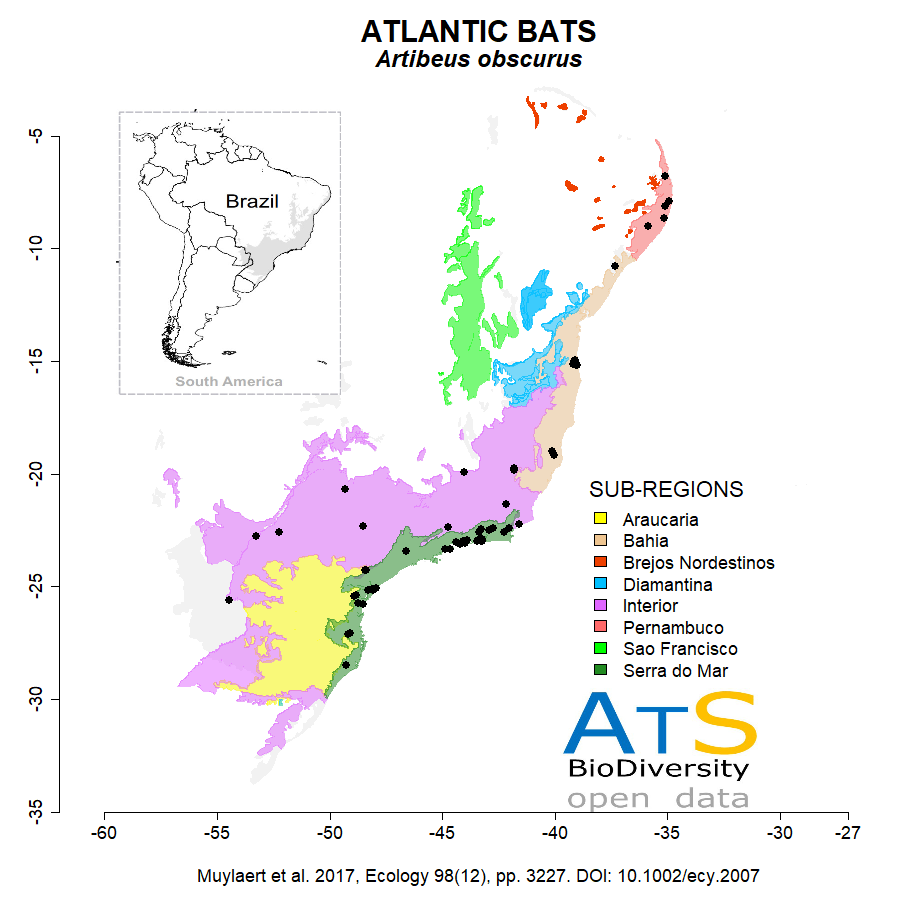 ATLANTIC BATS
Artibeus obscurus
Brazil
South America
-5
-10
-15
-20
-25
-30
-35
SUB-REGIONS
Araucaria
Bahia
Brejos Nordestinos
Diamantina
Interior
Pernambuco
Sao Francisco
Serra do Mar
ATS
BioDiversity
open data
-60 -55 -50 -45 -40 -35 -30 -27
Muylaert et al. 2017, Ecology 98(12), pp. 3227. DOI: 10.1002/ecy.2007